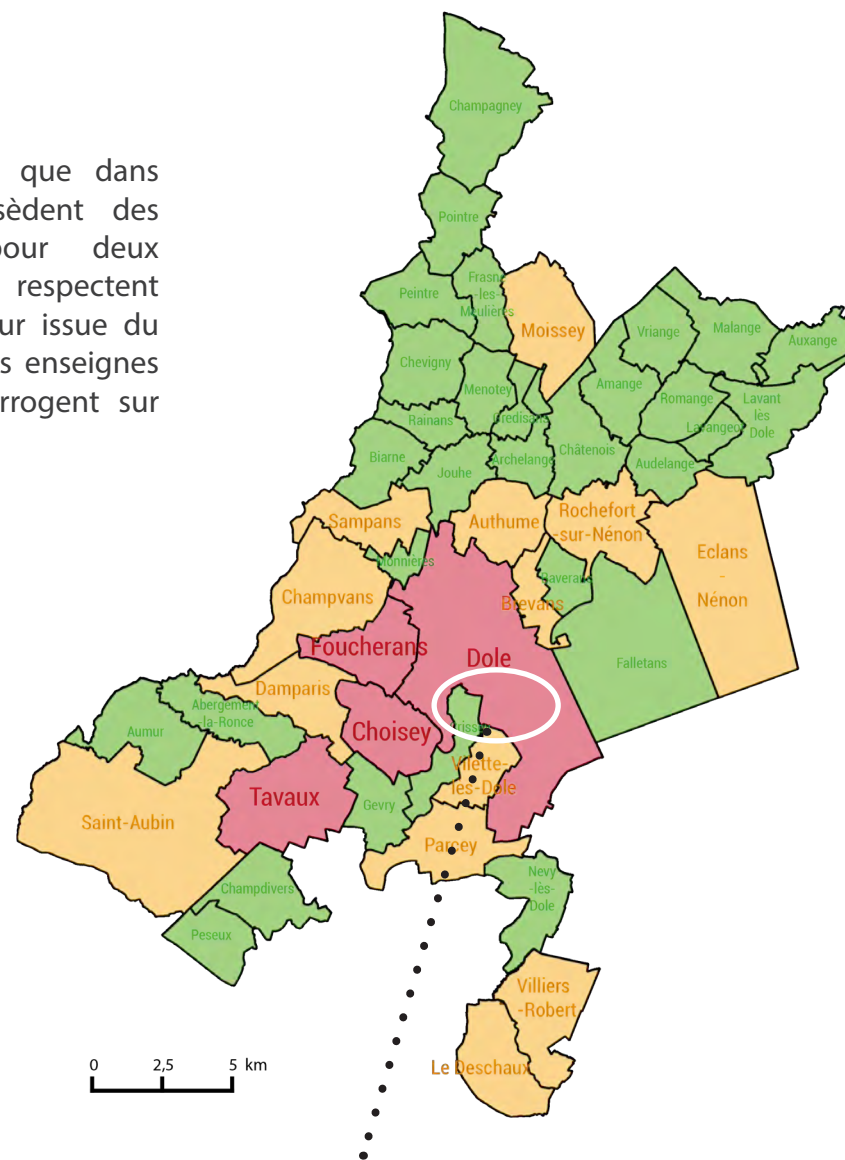 que dans
sèdent des
pour deux
respectent
ur issue du
s enseignes
rrogent sur
Champagney
Pointre
Peintre
Frasne
-les-
Meulières
Moissey
Vriange
Malange
Auxange
Chevigny
Menotey
Amange
Romange
Lavant
lès
Dole
Rainans
Gredisans
Lavangeot
Biarne
Jouhe
Archelange
Châtenois
Audelange
Sampans
Authume
Rochefort
-sur-Nénon
Eclans
-
Nénon
Monnières
Champvans
Baverans
Brevans
Foucherans
Dole
Falletans
Damparis
Abergement
-la-Ronce
Aumur
Choisey
Crissey
Villette-
les-Dole
Tavaux
Gevry
Saint-Aubin
Parcey
Champdivers
Nevy
-lès-
Dole
Peseux
Villiers
-Robert
Le Deschaux
0 2,5 5 km